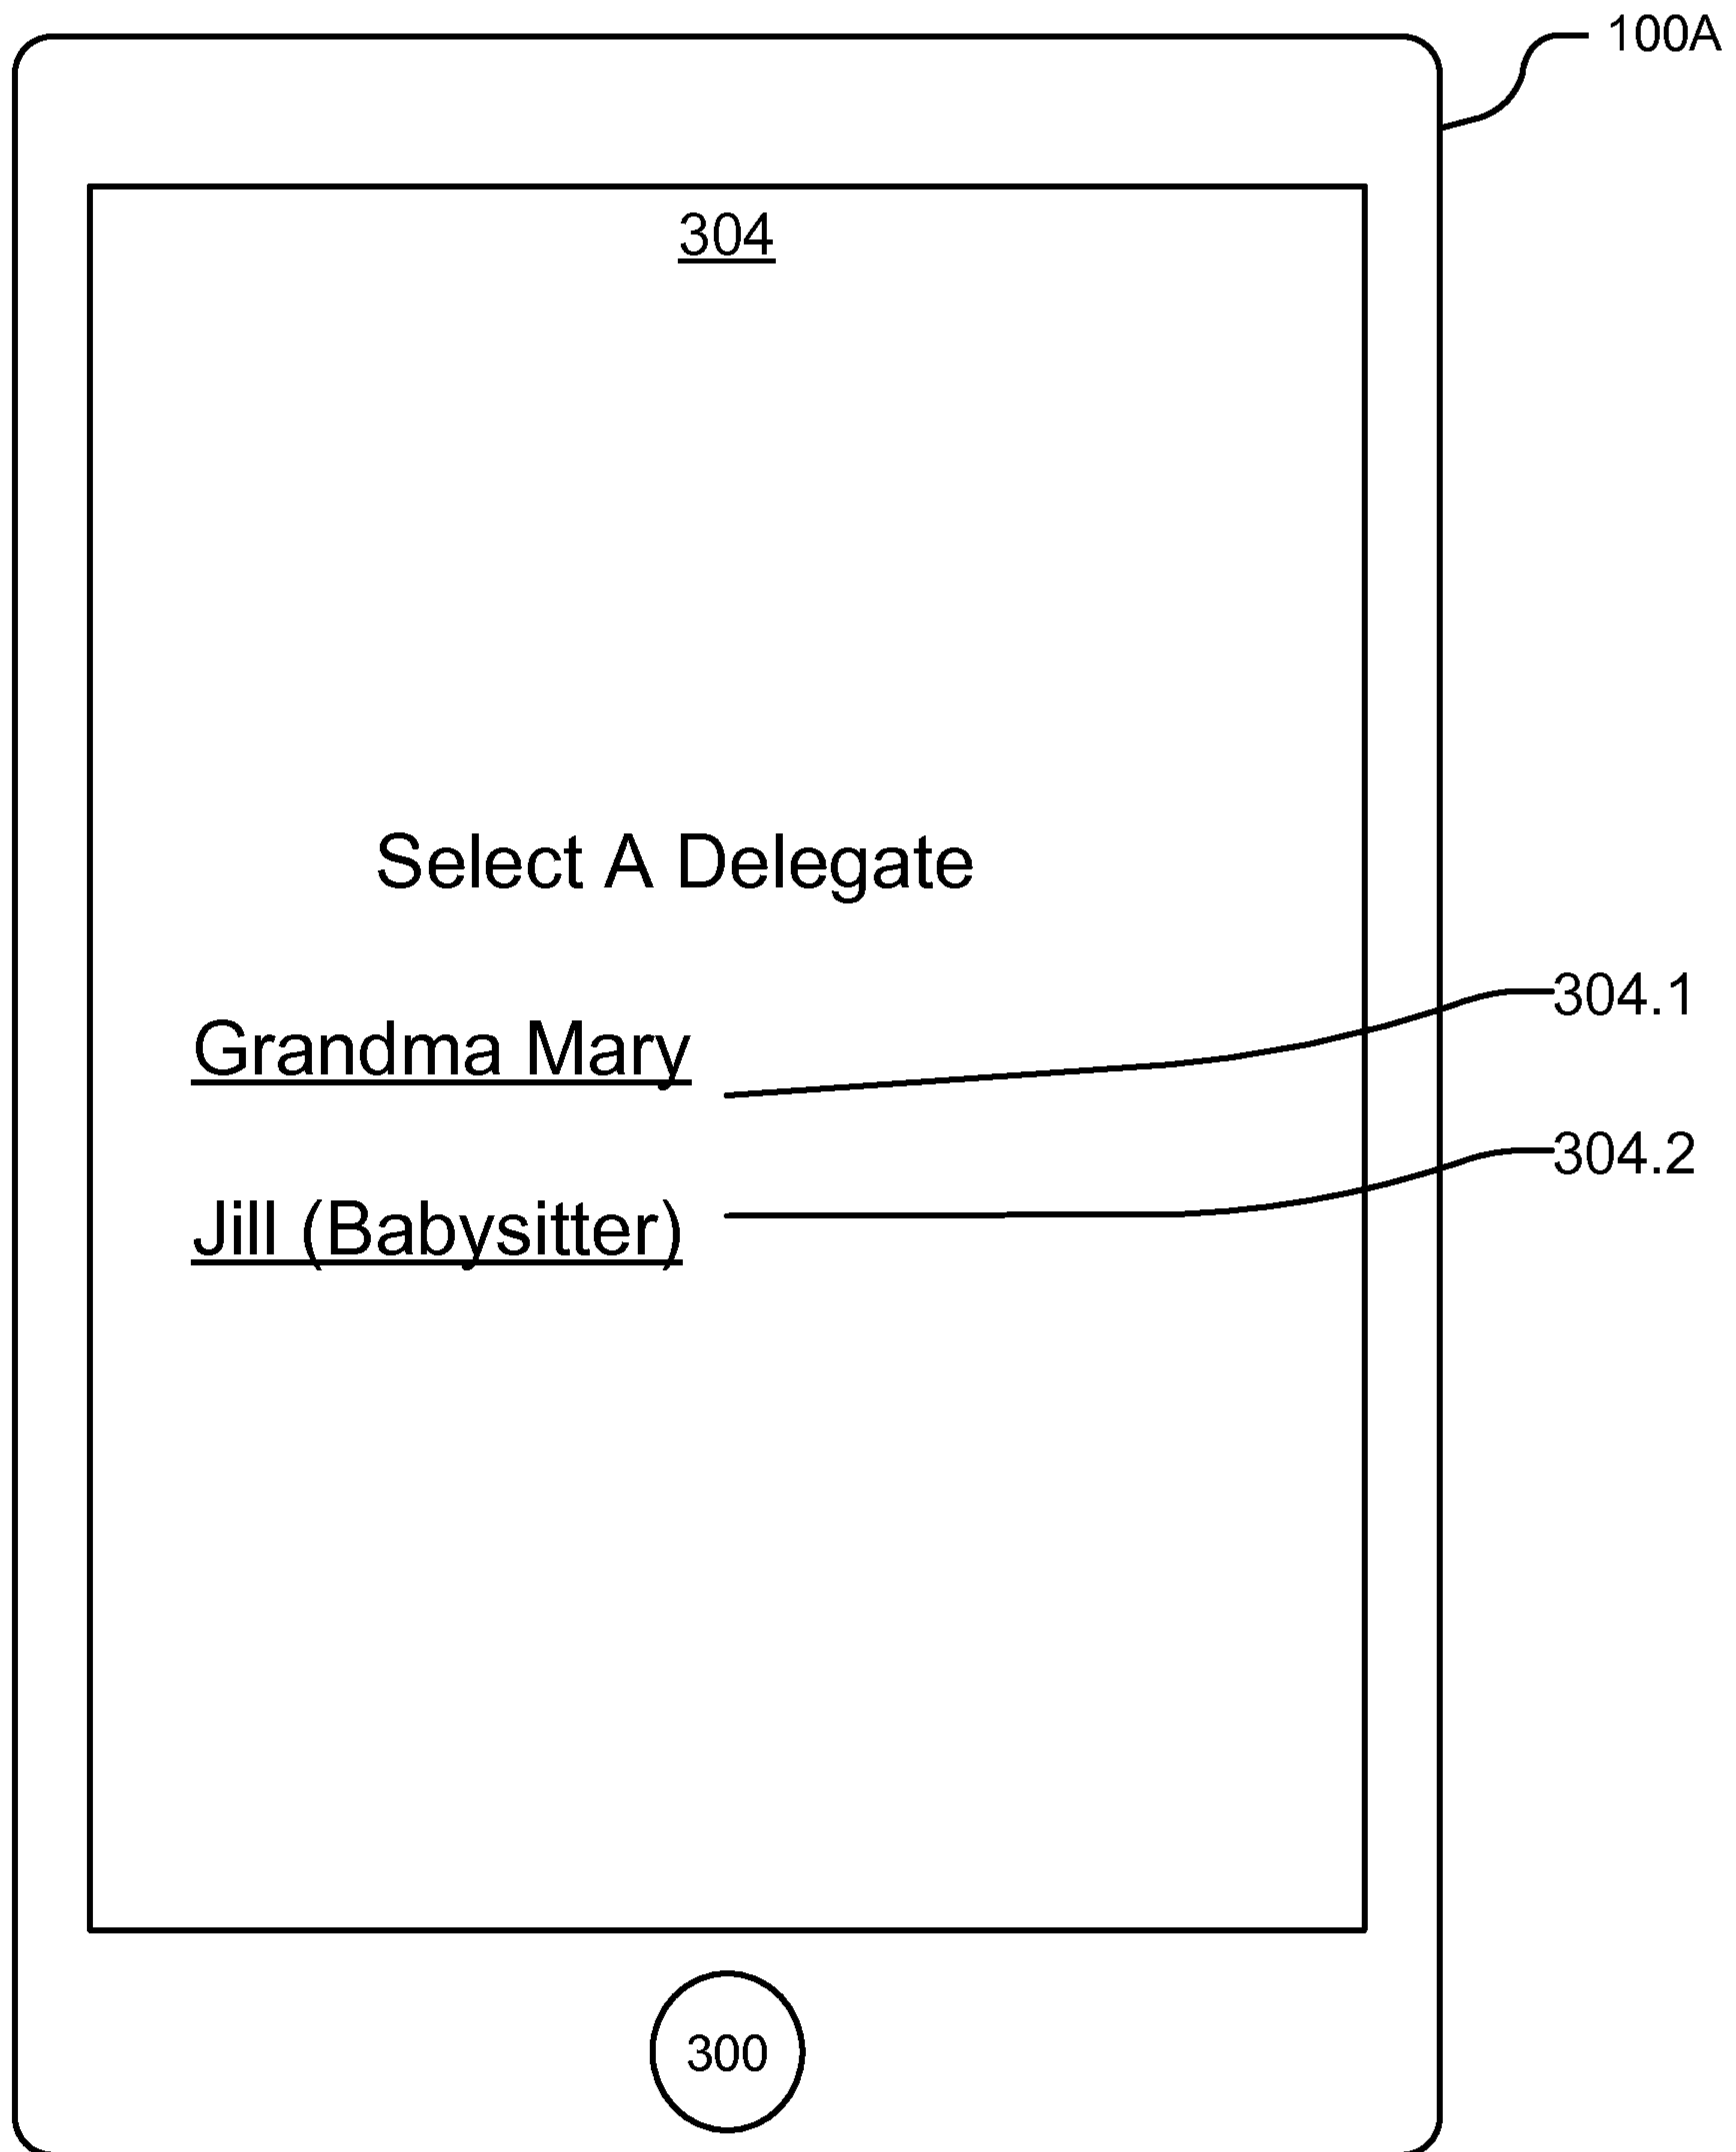 100A
304
Select A Delegate
304.1
Grandma Mary
304.2
Jill (Babysitter)
300